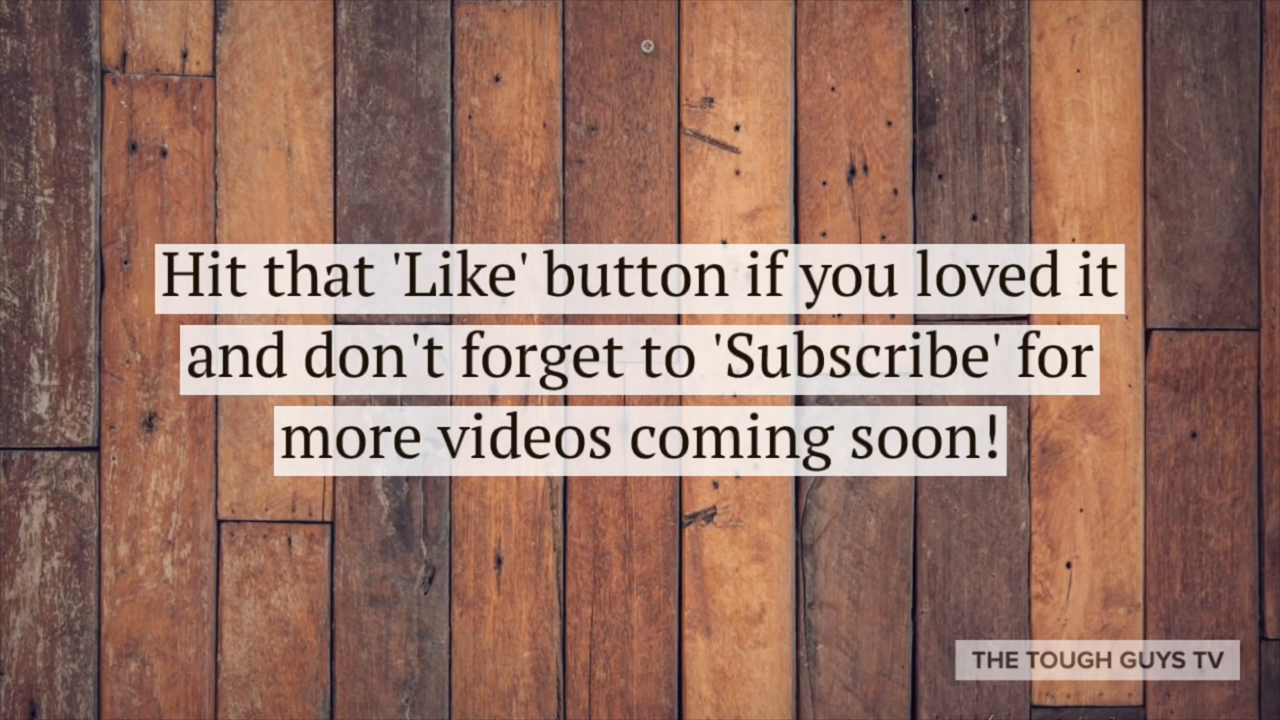 Hit that 'Like' button if you loved it
and don't forget to 'Subscribe' for
more videos coming soon!
THE TOUGH GUYS TV